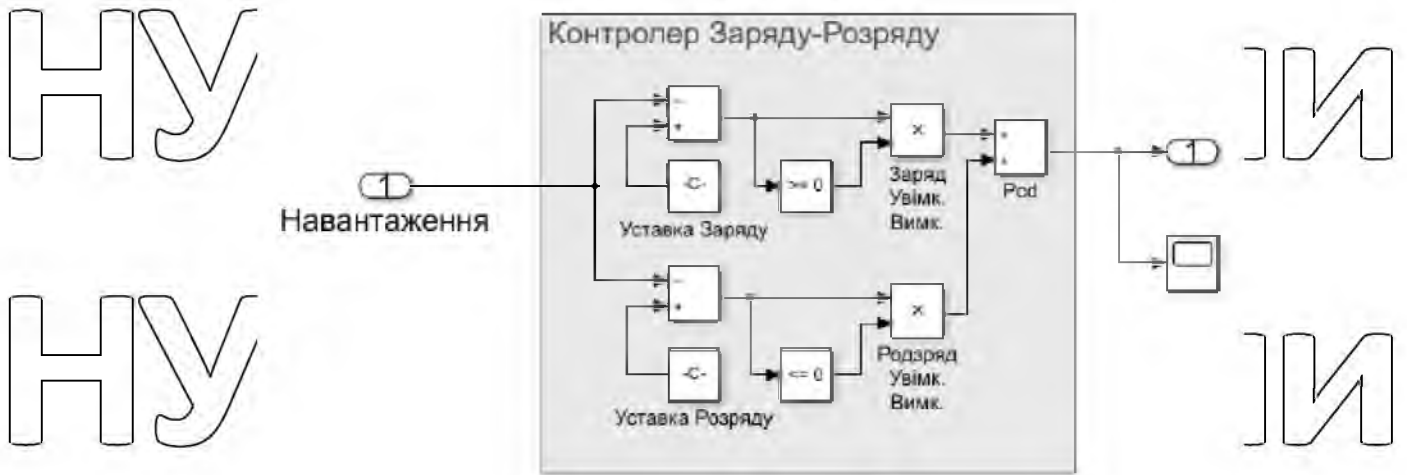 НУ
И
Контролер Заряду-Розряду
1
Навантаження
-C-
Уставка Заряду
>= 0
×
Заряд
Увімк.
Вимк.
Pcd
1
-C-
Уставка Розряду
<= 0
×
Родзряд
Увімк.
Вимк.
НУ
И